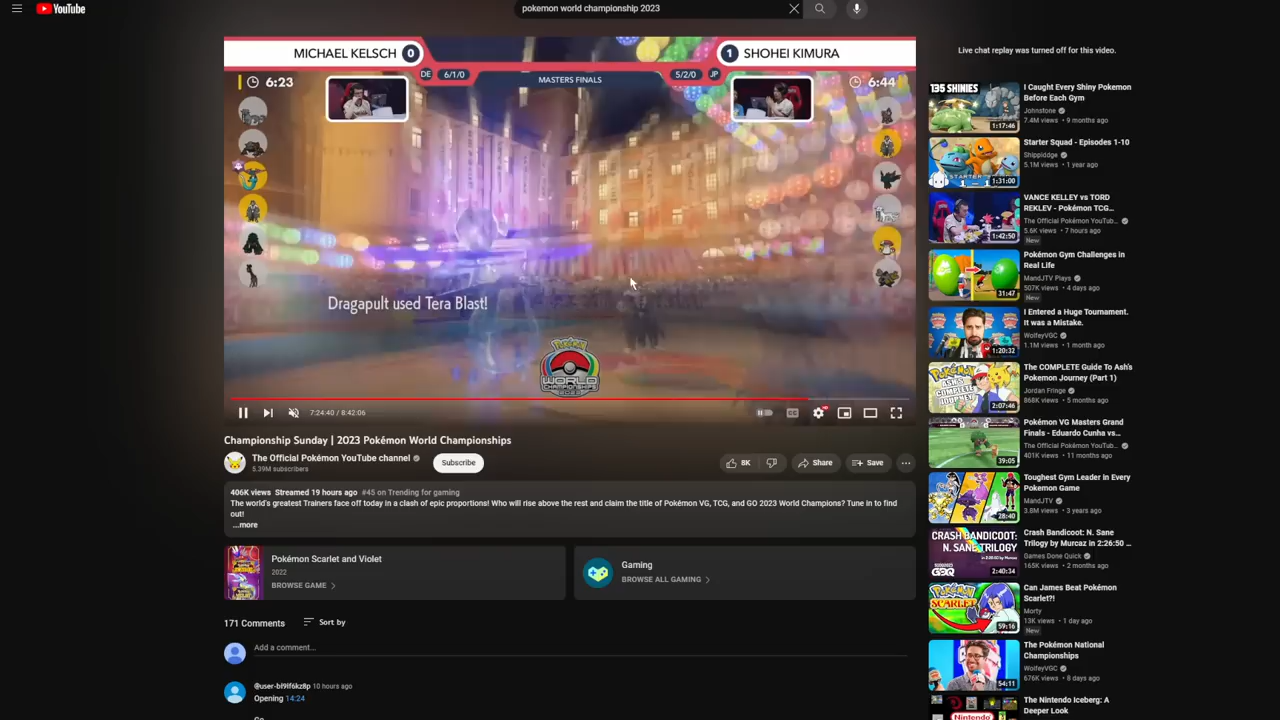 YouTube
pokemon world championship 2023
MICHAEL KELSCH 0
1 SHOHEI KIMURA
DE 6/1/0
MASTERS FINALS
5/2/0 JP
6:23
6:44
Dragapult used Tera Blast!
POKÉMON
WORLD
CHAMPIONSHIPS
7:24:40 / 8:42:06
Championship Sunday | 2023 Pokémon World Championships
The Official Pokémon YouTube channel
5.39M subscribers
Subscribe
8K
Share
Save
406K views Streamed 19 hours ago #45 on Trending for gaming
The world's greatest Trainers face off today in a clash of epic proportions! Who will rise above the rest and claim the title of Pokémon VG, TCG, and GO 2023 World Champions? Tune in to find
out!
...more
Pokémon Scarlet and Violet
2022
BROWSE GAME
Gaming
BROWSE ALL GAMING
171 Comments
Sort by
Add a comment...
10 hours ago
Opening 14:24
Live chat replay was turned off for this video.
135 SHINIES
1:17:46
I Caught Every Shiny Pokemon
Before Each Gym
Johnstone
7.4M views • 9 months ago
STARTER
1:31:00
Starter Squad - Episodes 1-10
Shippiddge
5.1M views • 1 year ago
1:42:50
VANCE KELLEY vs TORD
REKLEV - Pokémon TCG...
The Official Pokémon YouTub...
5.6K views • 7 hours ago
New
31:47
Pokémon Gym Challenges in
Real Life
MandJTV Plays
507K views • 4 days ago
New
1:20:32
I Entered a Huge Tournament.
It was a Mistake.
WolfeyVGC
1.1M views • 1 month ago
POKÉMON
ASH'S
COMPLETE
JOURNEY
2:07:46
The COMPLETE Guide To Ash's
Pokemon Journey (Part 1)
Jordan Fringe
868K views • 5 months ago
39:05
Pokémon VG Masters Grand
Finals - Eduardo Cunha vs...
The Official Pokémon YouTub...
401K views • 11 months ago
28:40
Toughest Gym Leader in Every
Pokemon Game
MandJTV
3.8M views • 3 years ago
CRASH BANDICOOT:
N. SANE TRILOGY
2:40:34
Crash Bandicoot: N. Sane
Trilogy by Murcaz in 2:26:50 ...
Games Done Quick
165K views • 2 months ago
POKÉMON
SCARLET
59:16
Can James Beat Pokémon
Scarlet?!
Morty
13K views • 1 day ago
New
54:11
The Pokémon National
Championships
WolfeyVGC
676K views • 8 days ago
Nintendo
The Nintendo Iceberg: A
Deeper Look